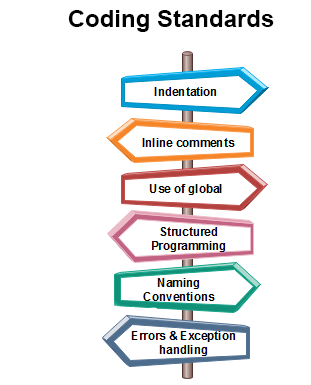 Coding Standards
Indentation
Inline comments
Use of global
Structured
Programming
Naming
Conventions
Errors & Exception
handling